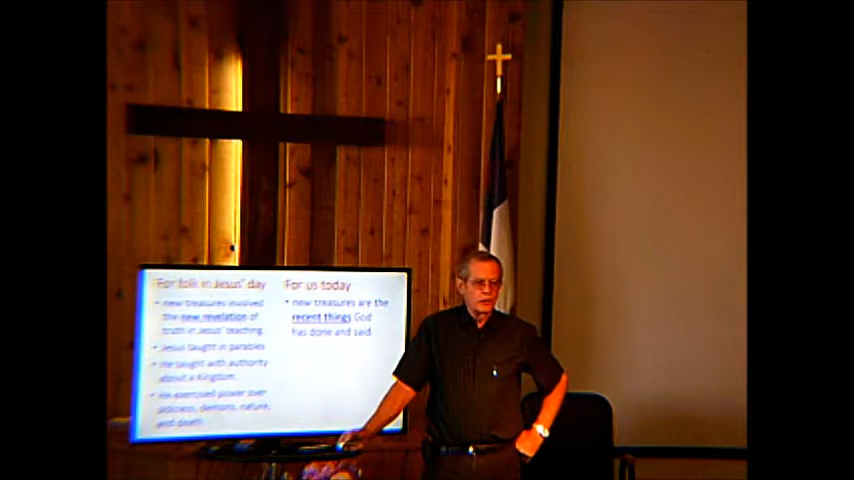 For folk in Jesus' day
• new treasures involved
the new revelation of
truth in Jesus' teaching.
• Jesus taught in parables
• He taught with authority
about a Kingdom.
• He exercised power over
sickness, demons, nature,
and death.
For us today
• new treasures are the
recent things God
has done and said.